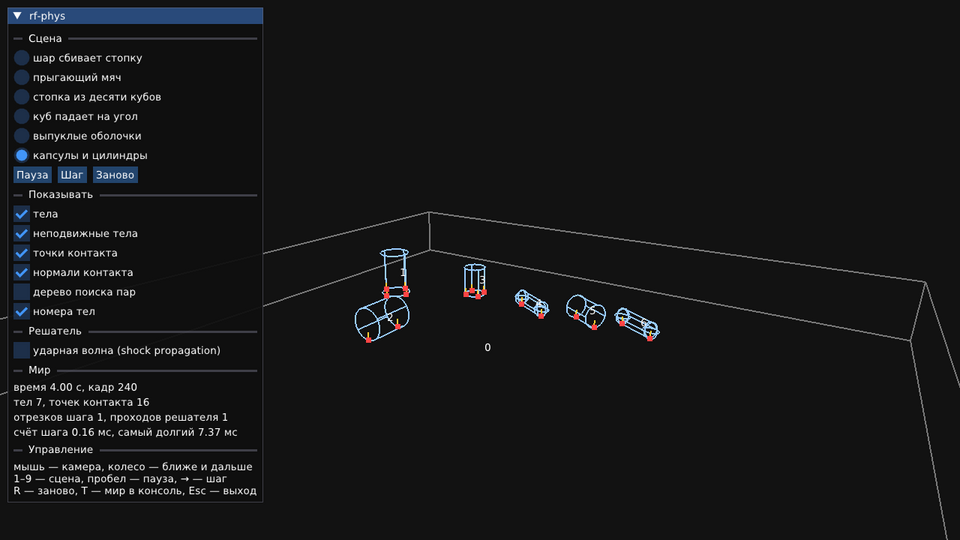 rf-phys
Сцена
шар сбивает стопку
прыгающий мяч
стопка из десяти кубов
куб падает на угол
выпуклые оболочки
капсулы и цилиндры
Пауза Шаг Заново
Показывать
тела
неподвижные тела
точки контакта
нормали контакта
дерево поиска пар
номера тел
Решатель
ударная волна (shock propagation)
Мир
время 4.00 с, кадр 240
тел 7, точек контакта 16
отрезков шага 1, проходов решателя 1
счёт шага 0.16 мс, самый долгий 7.37 мс
Управление
мышь — камера, колесо — ближе и дальше
1–9 — сцена, пробел — пауза, → — шаг
R — заново, T — мир в консоль, Esc — выход
1
3
5
0